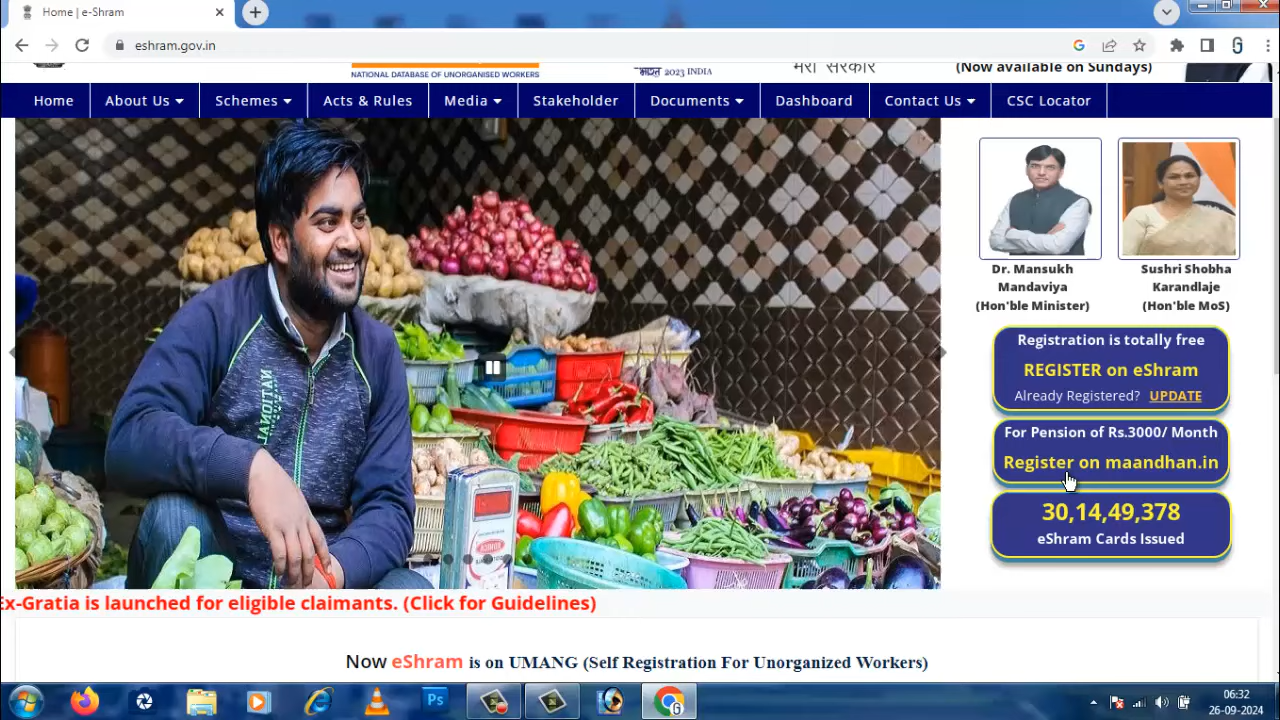 Home | e-Shram
eshram.gov.in
NATIONAL DATABASE OF UNORGANISED WORKERS
2023 INDIA
मेरी सरकार
(Now available on Sundays)
Home
About Us
Schemes
Acts & Rules
Media
Stakeholder
Documents
Dashboard
Contact Us
CSC Locator
Dr. Mansukh
Mandaviya
(Hon'ble Minister)
Sushri Shobha
Karandlaje
(Hon'ble MoS)
Registration is totally free
REGISTER on eShram
Already Registered? UPDATE
For Pension of Rs.3000/ Month
Register on maandhan.in
30,14,49,378
eShram Cards Issued
NATIONAL
Ex-Gratia is launched for eligible claimants. (Click for Guidelines)
Now eShram is on UMANG (Self Registration For Unorganized Workers)
Ps
06:32
26-09-2024